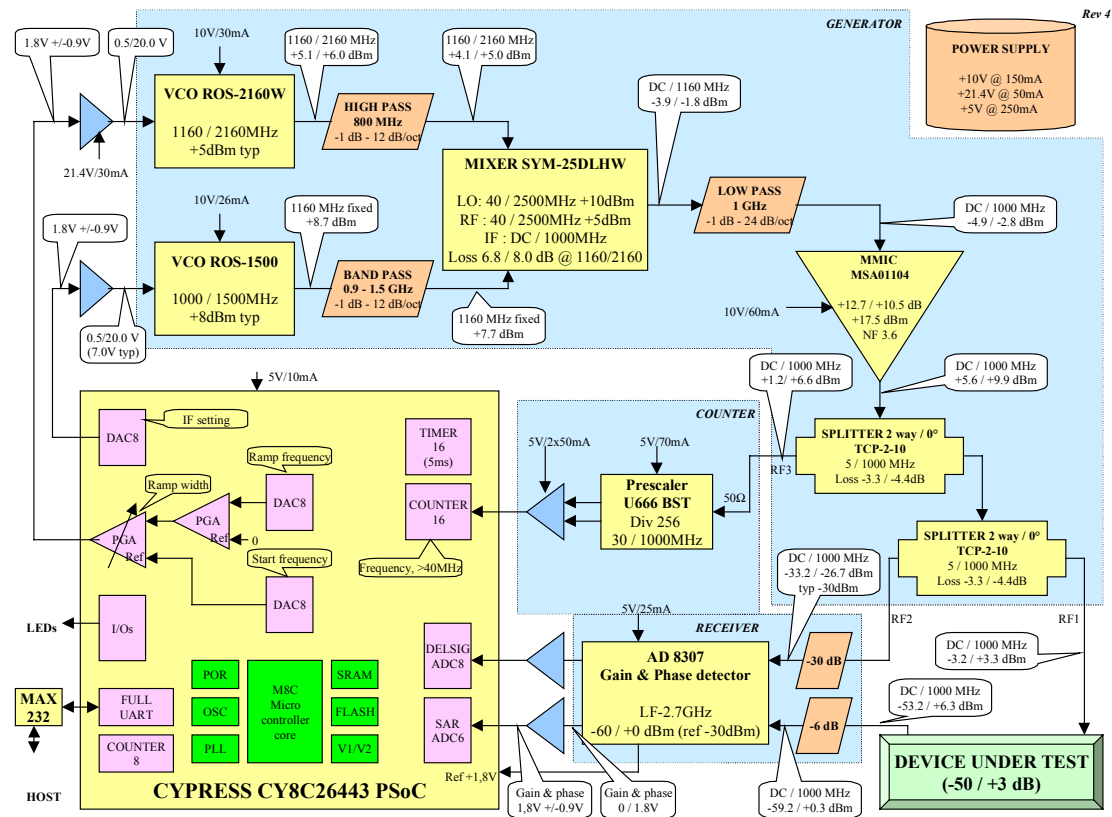 GENERATOR
Rev 4
POWER SUPPLY
+10V @ 150mA
+21.4V @ 50mA
+5V @ 250mA
1.8V +/-0.9V
0.5/20.0 V
10V/30mA
1160 / 2160 MHz
+5.1 / +6.0 dBm
1160 / 2160 MHz
+4.1 / +5.0 dBm
DC / 1160 MHz
-3.9 / -1.8 dBm
VCO ROS-2160W
1160 / 2160MHz
+5dBm typ
HIGH PASS
800 MHz
-1 dB - 12 dB/oct
21.4V/30mA
MIXER SYM-25DLHW
LO: 40 / 2500MHz +10dBm
RF : 40 / 2500MHz +5dBm
IF : DC / 1000MHz
Loss 6.8 / 8.0 dB @ 1160/2160
LOW PASS
1 GHz
-1 dB - 24 dB/oct
DC / 1000 MHz
-4.9 / -2.8 dBm
10V/26mA
1160 MHz fixed
+8.7 dBm
1.8V +/-0.9V
VCO ROS-1500
1000 / 1500MHz
+8dBm typ
BAND PASS
0.9 - 1.5 GHz
-1 dB - 12 dB/oct
1160 MHz fixed
+7.7 dBm
0.5/20.0 V
(7.0V typ)
MMIC
MSA01104
+12.7 / +10.5 dB
+17.5 dBm
NF 3.6
10V/60mA
DC / 1000 MHz
+1.2/ +6.6 dBm
DC / 1000 MHz
+5.6 / +9.9 dBm
5V/10mA
SPLITTER 2 way / 0°
TCP-2-10
5 / 1000 MHz
Loss -3.3 / -4.4dB
RF3
SPLITTER 2 way / 0°
TCP-2-10
5 / 1000 MHz
Loss -3.3 / -4.4dB
RF2
RF1
COUNTER
5V/2x50mA
5V/70mA
Prescaler
U666 BST
Div 256
30 / 1000MHz
50Ω
IF setting
DAC8
TIMER
16
(5ms)
Ramp frequency
DAC8
COUNTER
16
Ramp width
PGA
Ref
PGA
Ref
0
Frequency, >40MHz
Start frequency
DAC8
DC / 1000 MHz
-33.2 / -26.7 dBm
typ -30dBm
5V/25mA
RECEIVER
AD 8307
Gain & Phase detector
LF-2.7GHz
-60 / +0 dBm (ref -30dBm)
-30 dB
-6 dB
DC / 1000 MHz
-3.2 / +3.3 dBm
DC / 1000 MHz
-53.2 / +6.3 dBm
LEDs
I/Os
DELSIG
ADC8
POR
OSC
PLL
M8C
Micro
controller
core
SRAM
FLASH
V1/V2
SAR
ADC6
MAX
232
FULL
UART
COUNTER
8
HOST
Ref +1,8V
CYPRESS CY8C26443 PSoC
Gain & phase
1,8V +/-0.9V
Gain & phase
0 / 1.8V
DC / 1000 MHz
-59.2 / +0.3 dBm
DEVICE UNDER TEST
(-50 / +3 dB)